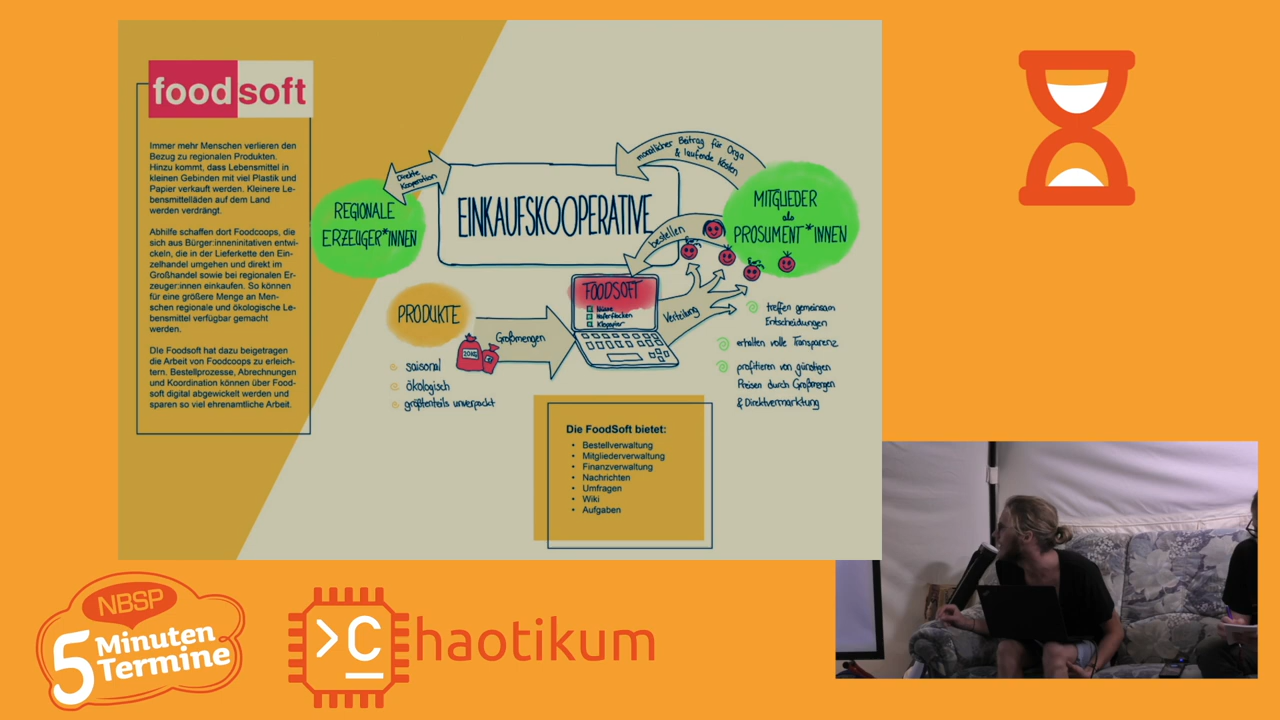 foodsoft
Immer mehr Menschen verlieren den
Bezug zu regionalen Produkten.
Hinzu kommt, dass Lebensmittel in
kleinen Gebinden mit viel Plastik und
Papier verkauft werden. Kleinere Le-
bensmittelläden auf dem Land
werden verdrängt.
Abhilfe schaffen dort Foodcoops, die
sich aus Bürger:inneninitativen entwi-
ckeln, die in der Lieferkette den Ein-
zelhandel umgehen und direkt im
Großhandel sowie bei regionalen Er-
zeuger:innen einkaufen. So können
für eine größere Menge an Men-
schen regionale und ökologische Le-
bensmittel verfügbar gemacht
werden.
Die Foodsoft hat dazu beigetragen
die Arbeit von Foodcoops zu erleich-
tern. Bestellprozesse, Abrechnungen
und Koordination können über Food-
soft digital abgewickelt werden und
sparen so viel ehrenamtliche Arbeit.
REGIONALE
ERZEUGER*INNEN
Direkte
Kooperation
EINKAUFSKOOPERATIVE
monatlicher Beitrag für Orga
& laufende Kosten
MITGLIEDER
als
PROSUMENT*INNEN
bestellen
PRODUKTE
20KG
Großmengen
saisonal
ökologisch
größtenteils unverpackt
FOODSOFT
Haferflocken
Klopapier
Verteilung
treffen gemeinsam
Entscheidungen
erhalten volle Transparenz
profitieren von günstigen
Preisen durch Großmengen
& Direktvermarktung
Die FoodSoft bietet:
• Bestellverwaltung
• Mitgliederverwaltung
• Finanzverwaltung
• Nachrichten
• Umfragen
• Wiki
• Aufgaben
NBSP
5 Minuten
Termine
>C_haotikum